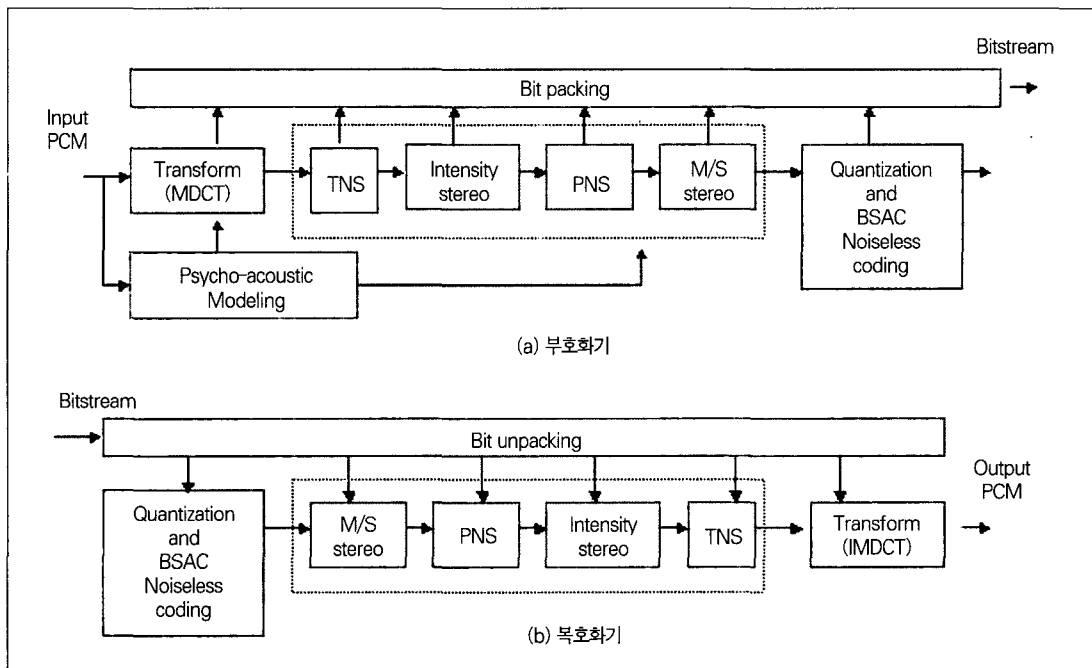 Bitstream
Bit packing
Input
PCM
Transform
(MDCT)
TNS
Intensity
stereo
PNS
M/S
stereo
Quantization
and
BSAC
Noiseless
coding
Psycho-acoustic
Modeling
(a) 부호화기
Bitstream
Bit unpacking
Output
PCM
Quantization
and
BSAC
Noiseless
coding
M/S
stereo
PNS
Intensity
stereo
TNS
Transform
(IMDCT)
(b) 복호화기